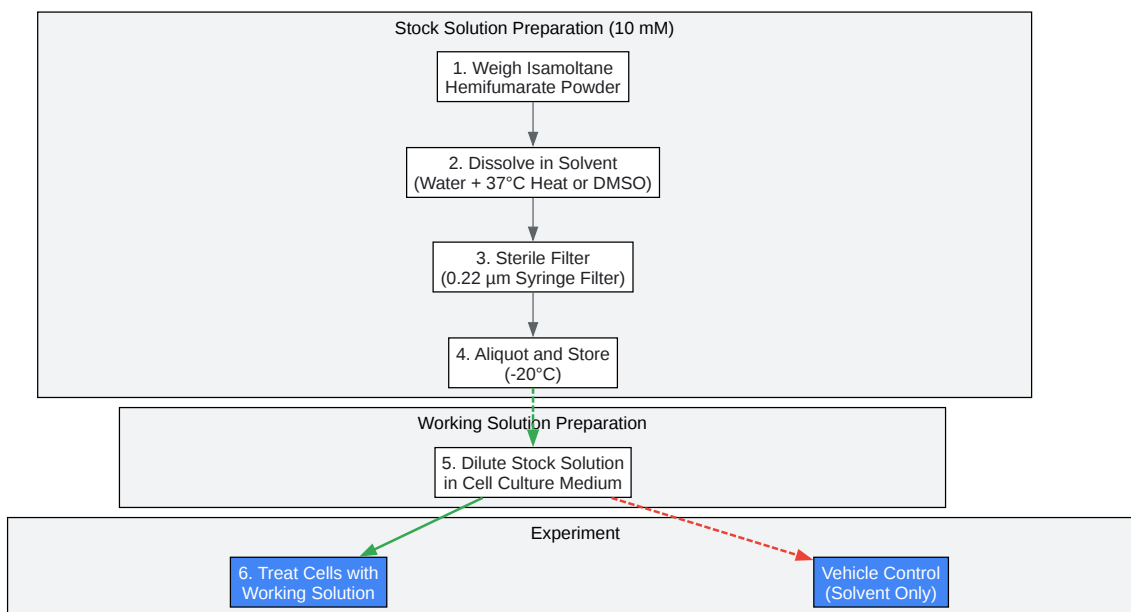 Stock Solution Preparation (10 mM)
1. Weigh Isamoltane
Hemifumarate Powder
2. Dissolve in Solvent
(Water + 37°C Heat or DMSO)
3. Sterile Filter
(0.22 µm Syringe Filter)
4. Aliquot and Store
(-20°C)
Working Solution Preparation
5. Dilute Stock Solution
in Cell Culture Medium
Experiment
6. Treat Cells with
Working Solution
Vehicle Control
(Solvent Only)